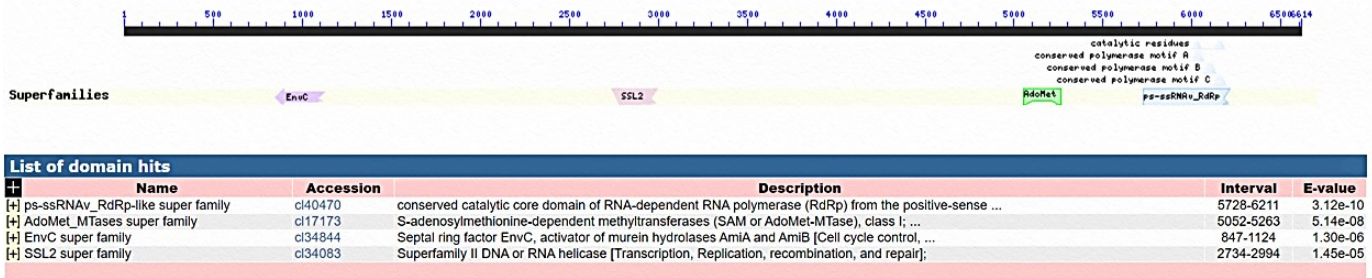 1 500 1000 1500 2000 2500 3000 3500 4000 4500 5000 5500 6000 6500 6614
catalytic residues
conserved polymerase motif A
conserved polymerase motif B
conserved polymerase motif C
Superfamilies EnvC SSL2 AdoMet ps-ssRNAv_RdRp
List of domain hits
+ Name Accession Description Interval E-value
[+] ps-ssRNAv_RdRp-like super family cl40470 conserved catalytic core domain of RNA-dependent RNA polymerase (RdRp) from the positive-sense ... 5728-6211 3.12e-10
[+] AdoMet_MTases super family cl17173 S-adenosylmethionine-dependent methyltransferases (SAM or AdoMet-MTase), class I; ... 5052-5263 5.14e-08
[+] EnvC super family cl34844 Septal ring factor EnvC, activator of murein hydrolases AmiA and AmiB [Cell cycle control, ... 847-1124 1.30e-06
[+] SSL2 super family cl34083 Superfamily II DNA or RNA helicase [Transcription, Replication, recombination, and repair]; 2734-2994 1.45e-05